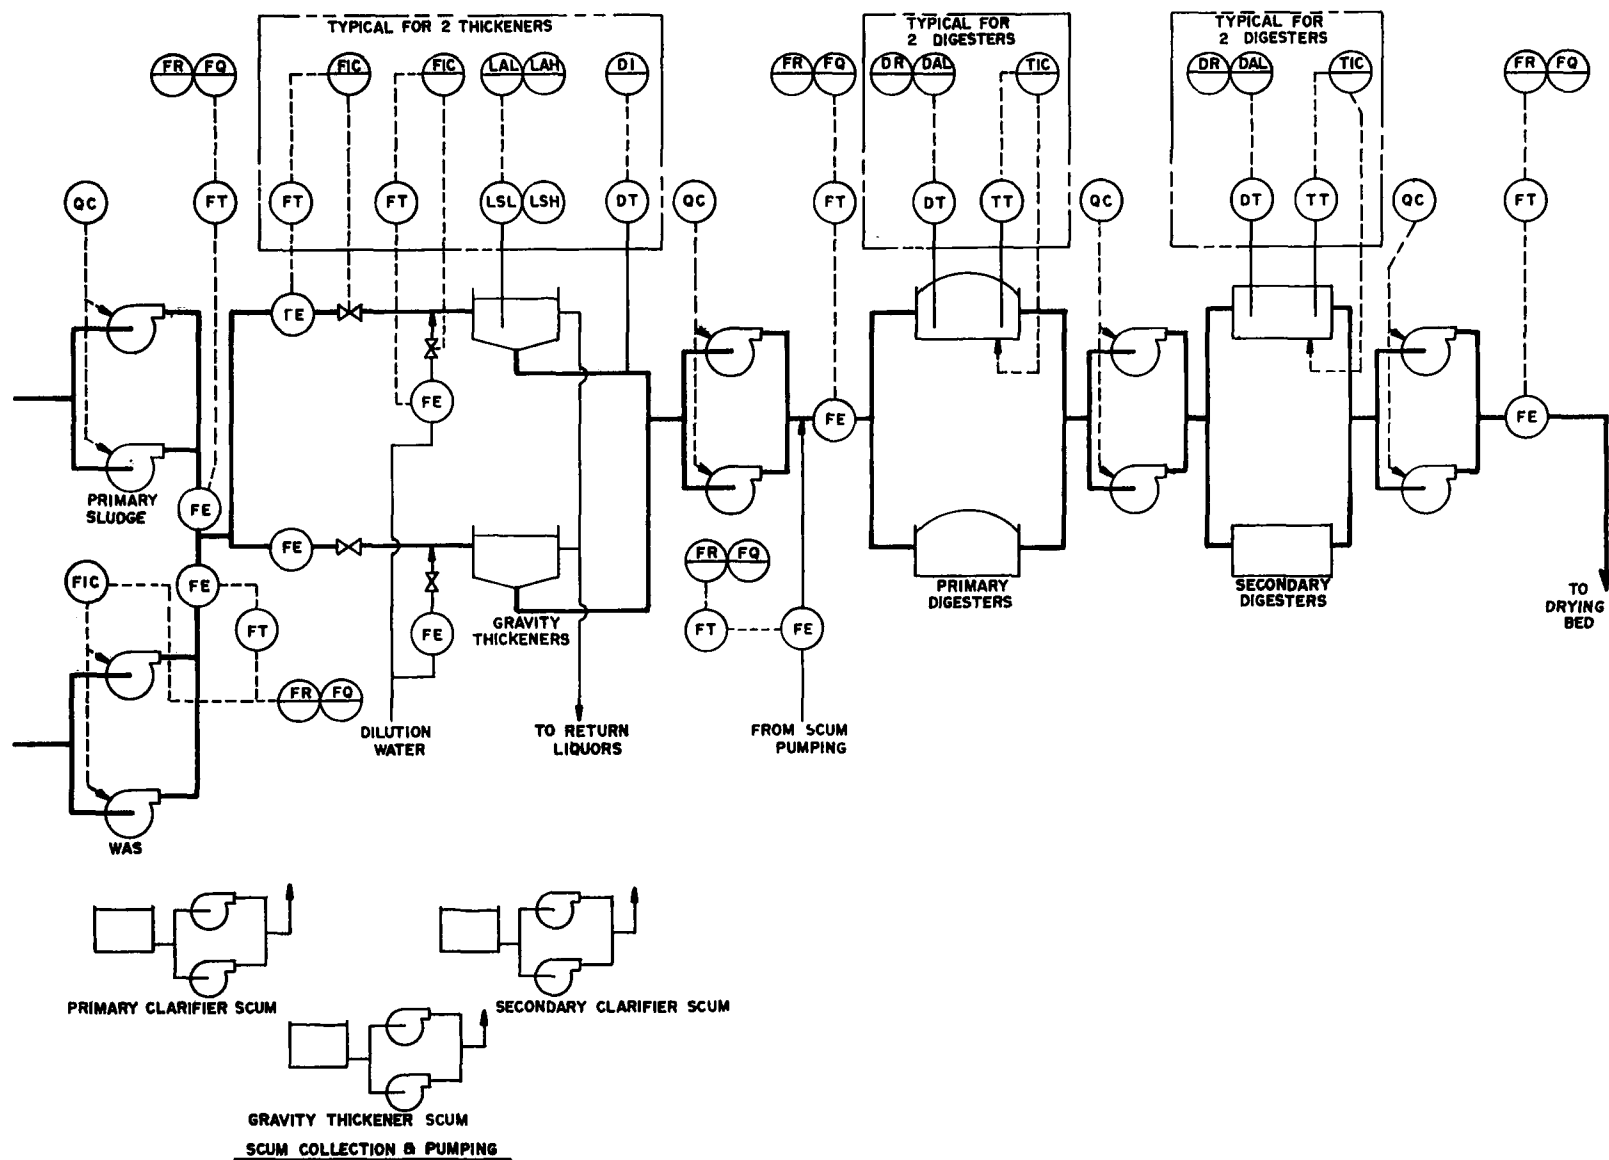 TYPICAL FOR 2 THICKENERS
TYPICAL FOR
2 DIGESTERS
TYPICAL FOR
2 DIGESTERS
FR FQ
FIC
FIC
LAL LAH
DI
FR FQ
DR DAL
TIC
DR DAL
TIC
FR FQ
QC
FT
FT
FT
LSL LSH
DT
QC
FT
DT
TT
QC
DT
TT
QC
FT
FE
FE
FE
FE
PRIMARY
SLUDGE
FE
FE
FR FQ
FIC
FE
FT
FE
GRAVITY
THICKENERS
FT
FE
PRIMARY
DIGESTERS
SECONDARY
DIGESTERS
TO
DRYING
BED
FR FQ
DILUTION
WATER
TO RETURN
LIQUORS
FROM SCUM
PUMPING
WAS
PRIMARY CLARIFIER SCUM
SECONDARY CLARIFIER SCUM
GRAVITY THICKENER SCUM
SCUM COLLECTION & PUMPING